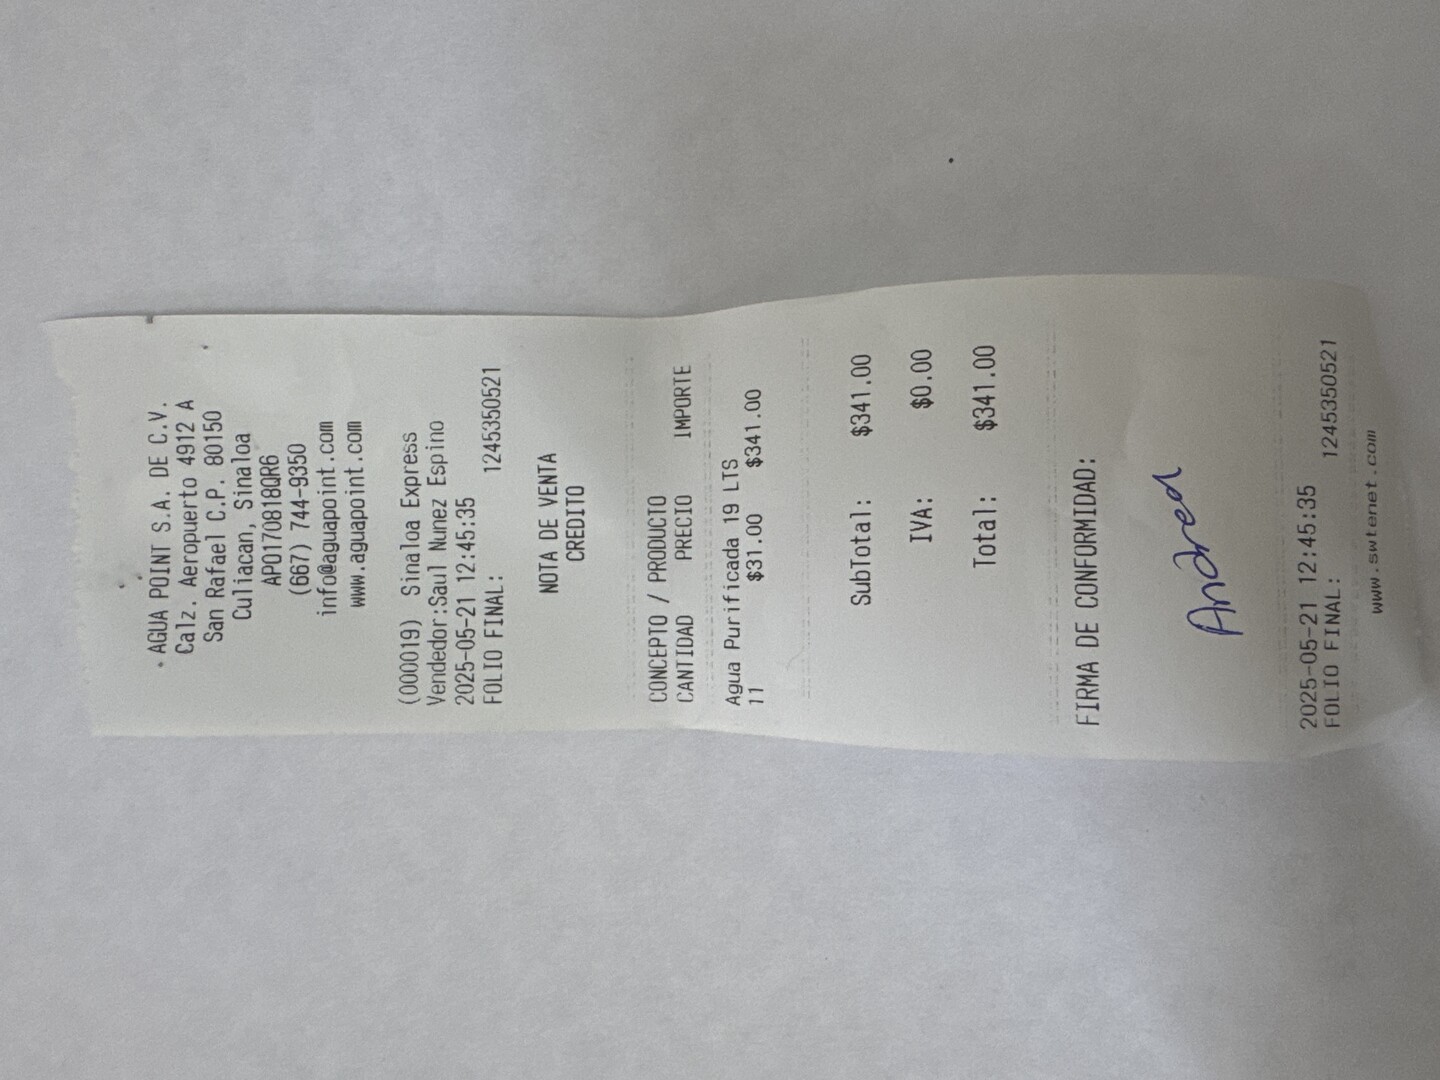 AGUA POINT S.A. DE C.V.
Calz. Aeropuerto 4912 A
San Rafael C.P. 80150
Culiacan, Sinaloa
APO170818QR6
(667) 744-9350
info@aguapoint.com
www.aguapoint.com
(000019) Sinaloa Express
Vendedor:Saul Nunez Espino
2025-05-21 12:45:35
FOLIO FINAL: 1245350521
NOTA DE VENTA
CREDITO
CONCEPTO / PRODUCTO
CANTIDAD PRECIO IMPORTE
Agua Purificada 19 LTS
11 $31.00 $341.00
SubTotal: $341.00
IVA: $0.00
Total: $341.00
FIRMA DE CONFORMIDAD:
Andrea
2025-05-21 12:45:35
FOLIO FINAL: 1245350521
www.swtenet.com